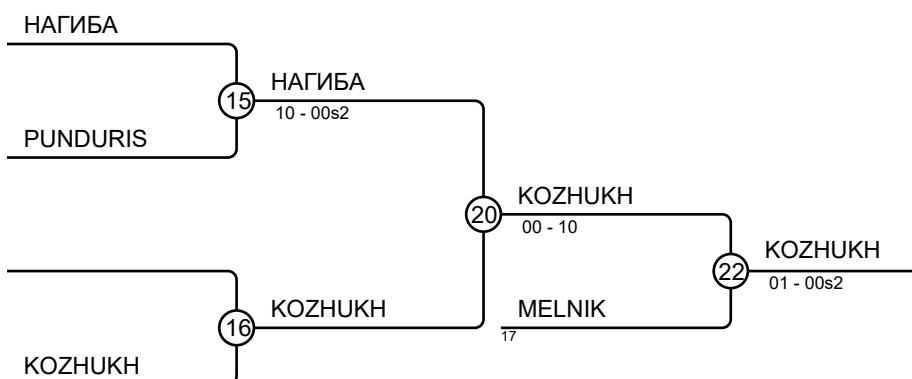 НАГИБА
15
НАГИБА
10 - 00s2
PUNDURIS
20
KOZHUKH
00 - 10
22
KOZHUKH
01 - 00s2
16
KOZHUKH
MELNIK
17
KOZHUKH